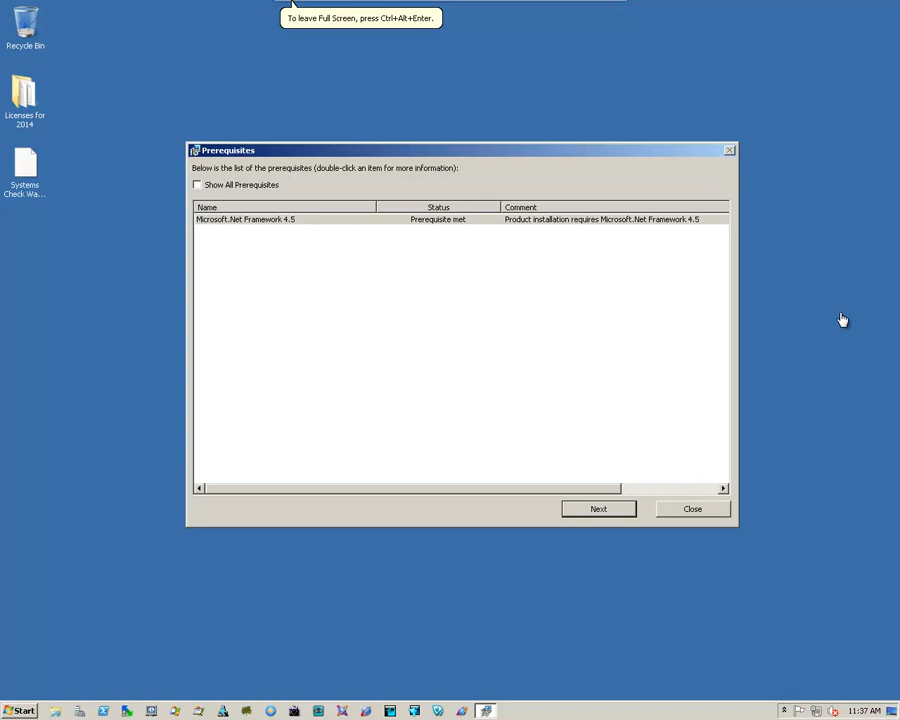 To leave Full Screen, press Ctrl+Alt+Enter.
Recycle Bin
Licenses for
2014
Systems
Check Wa...
Prerequisites
Below is the list of the prerequisites (double-click an item for more information):
Show All Prerequisites
Name Status Comment
Microsoft.Net Framework 4.5 Prerequisite met Product installation requires Microsoft.Net Framework 4.5
Next Close
Start 11:37 AM